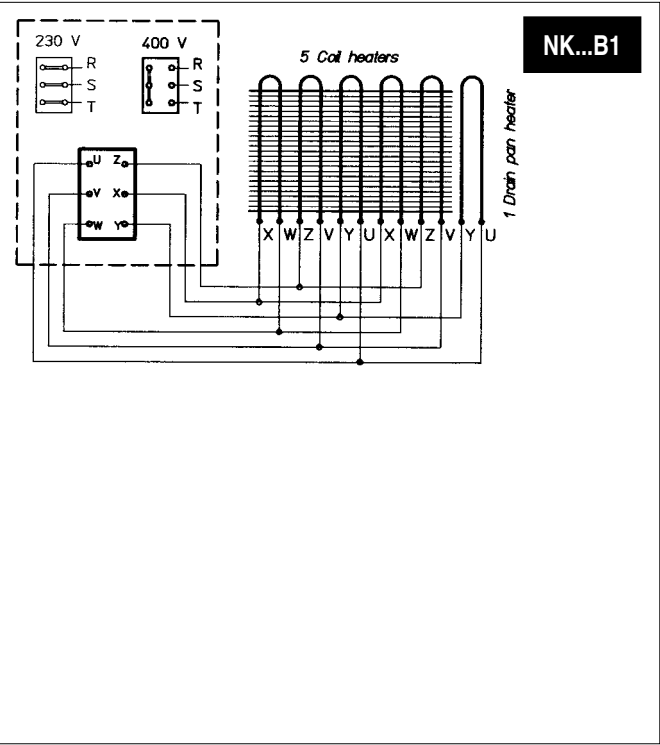 NK...B1
230 V
R
S
T
400 V
R
S
T
5 Coil heaters
1 Drain pan heater
U Z
V X
W Y
X W Z V Y U X W Z V Y U